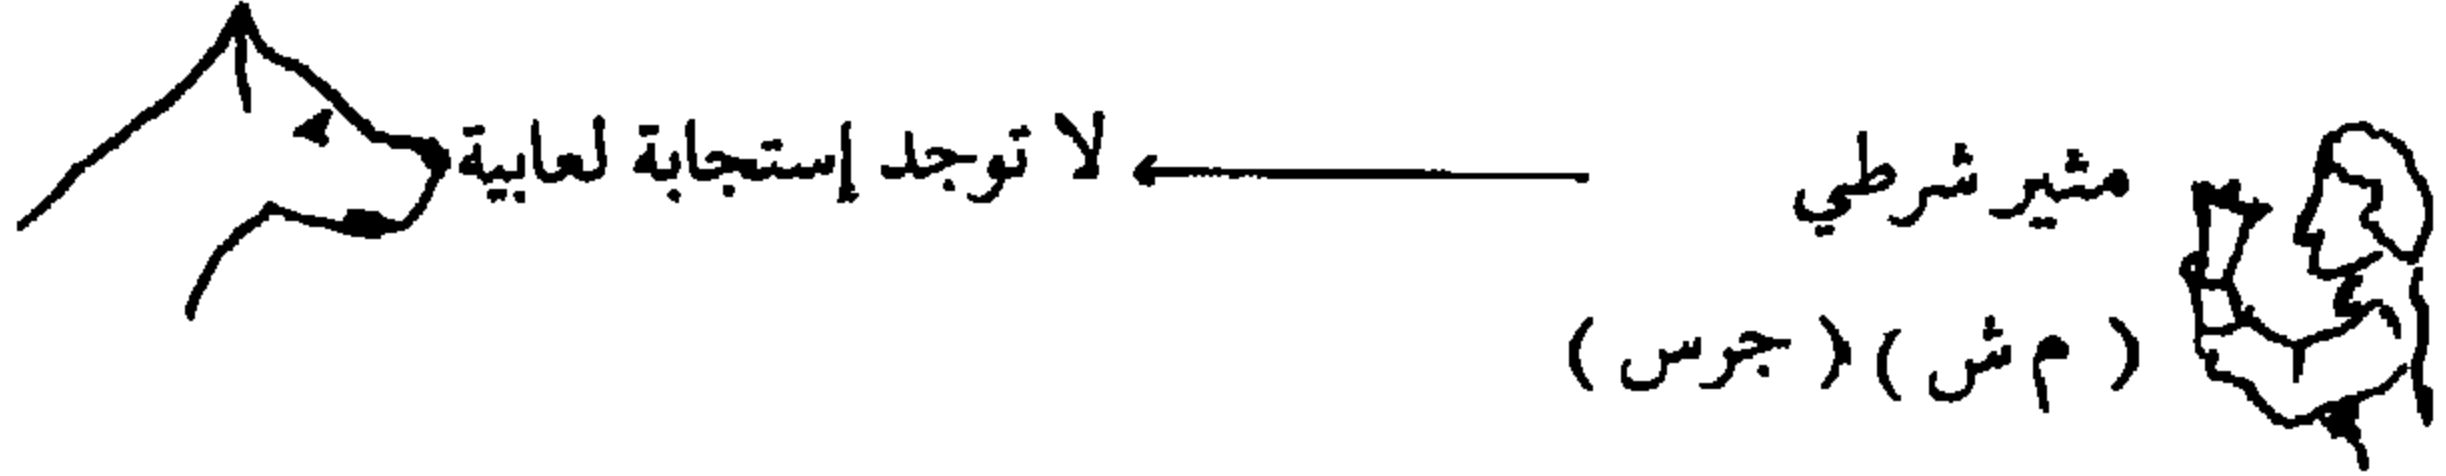 مثير شرطي ← لا توجد إستجابة لعابية
( م ش ) ( جرس )